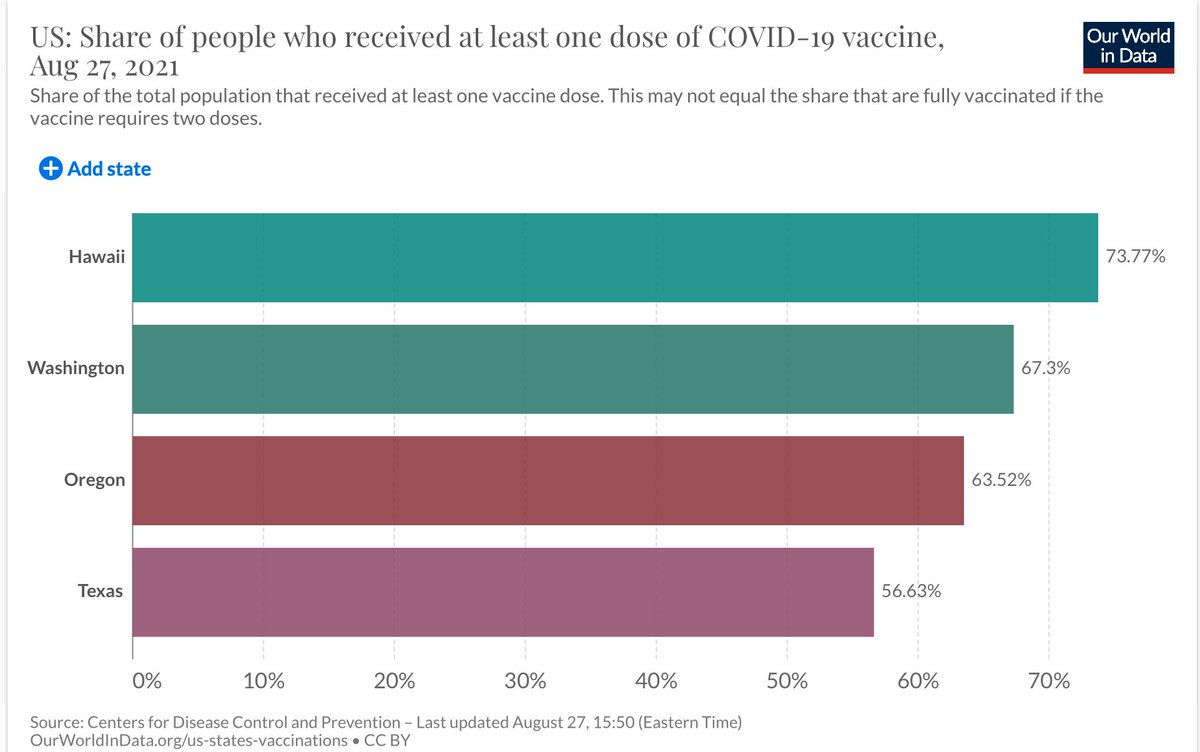 US: Share of people who received at least one dose of COVID-19 vaccine,
Aug 27, 2021
Our World
in Data
Share of the total population that received at least one vaccine dose. This may not equal the share that are fully vaccinated if the
vaccine requires two doses.
Add state
Hawaii 73.77%
Washington 67.3%
Oregon 63.52%
Texas 56.63%
0% 10% 20% 30% 40% 50% 60% 70%
Source: Centers for Disease Control and Prevention – Last updated August 27, 15:50 (Eastern Time)
OurWorldInData.org/us-states-vaccinations • CC BY